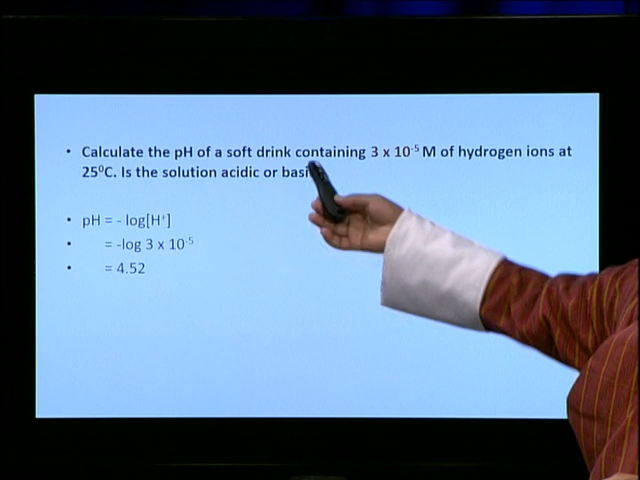 • Calculate the pH of a soft drink containing 3 x 10⁻⁵ M of hydrogen ions at
25⁰C. Is the solution acidic or basi
• pH = - log[H⁺]
• = -log 3 x 10⁻⁵
• = 4.52